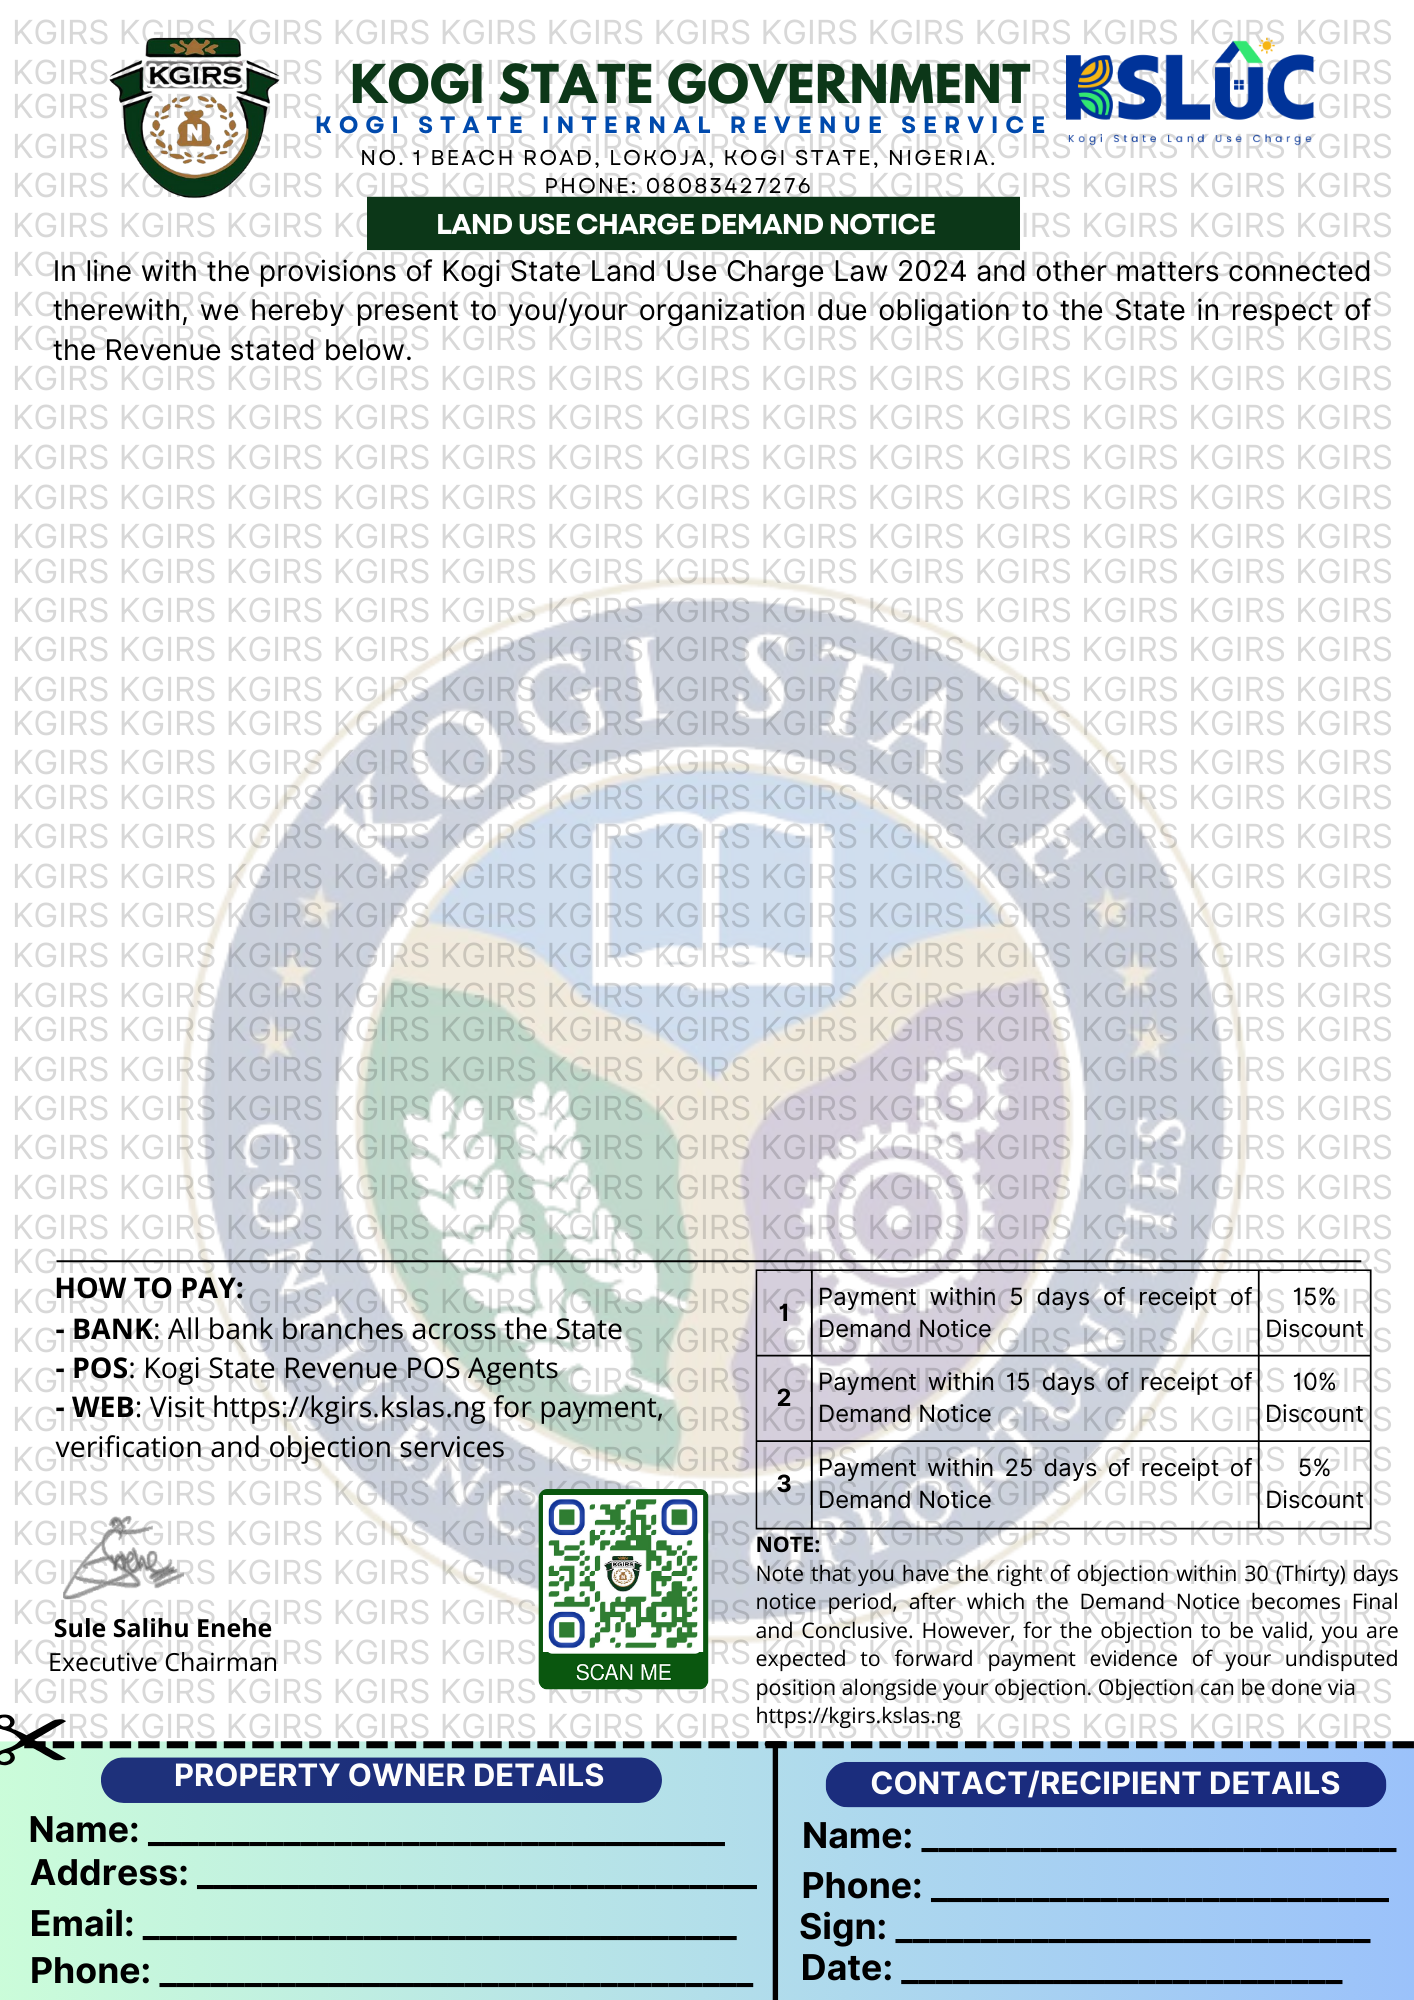 KGIRS
KOGI STATE GOVERNMENT
KOGI STATE INTERNAL REVENUE SERVICE
NO. 1 BEACH ROAD, LOKOJA, KOGI STATE, NIGERIA.
PHONE: 08083427276
KSLUC
Kogi State Land Use Charge
LAND USE CHARGE DEMAND NOTICE
In line with the provisions of Kogi State Land Use Charge Law 2024 and other matters connected
therewith, we hereby present to you/your organization due obligation to the State in respect of
the Revenue stated below.
KOGI STATE
CONFLUENCE OPPORTUNITIES
HOW TO PAY:
- BANK: All bank branches across the State
- POS: Kogi State Revenue POS Agents
- WEB: Visit https://kgirs.kslas.ng for payment,
verification and objection services
Enehe
Sule Salihu Enehe
Executive Chairman
KGIRS
SCAN ME
1 Payment within 5 days of receipt of Demand Notice 15% Discount
2 Payment within 15 days of receipt of Demand Notice 10% Discount
3 Payment within 25 days of receipt of Demand Notice 5% Discount
NOTE:
Note that you have the right of objection within 30 (Thirty) days
notice period, after which the Demand Notice becomes Final
and Conclusive. However, for the objection to be valid, you are
expected to forward payment evidence of your undisputed
position alongside your objection. Objection can be done via
https://kgirs.kslas.ng
PROPERTY OWNER DETAILS
Name:
Address:
Email:
Phone:
CONTACT/RECIPIENT DETAILS
Name:
Phone:
Sign:
Date: